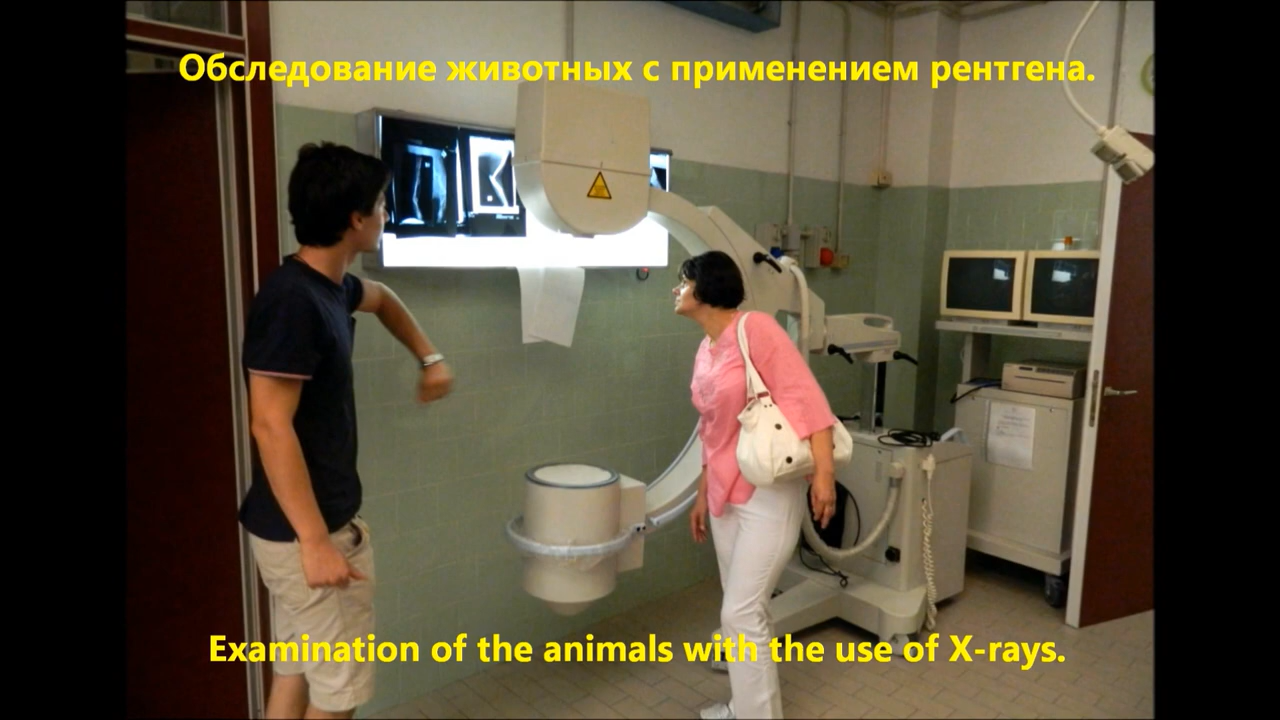 Обследование животных с применением рентгена.
Examination of the animals with the use of X-rays.